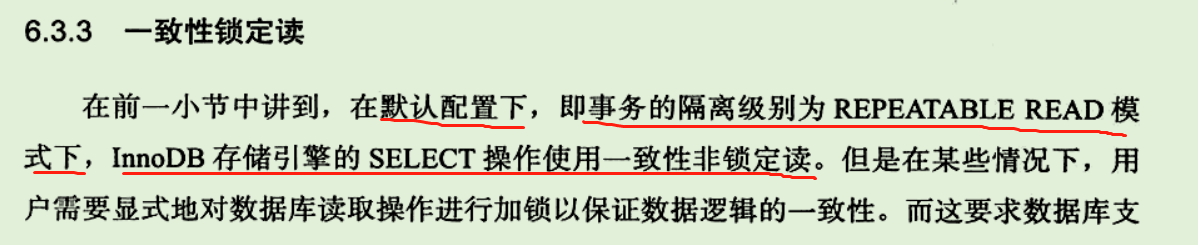 6.3.3 一致性锁定读
在前一小节中讲到，在默认配置下，即事务的隔离级别为 REPEATABLE READ 模
式下，InnoDB 存储引擎的 SELECT 操作使用一致性非锁定读。但是在某些情况下，用
户需要显式地对数据库读取操作进行加锁以保证数据逻辑的一致性。而这要求数据库支